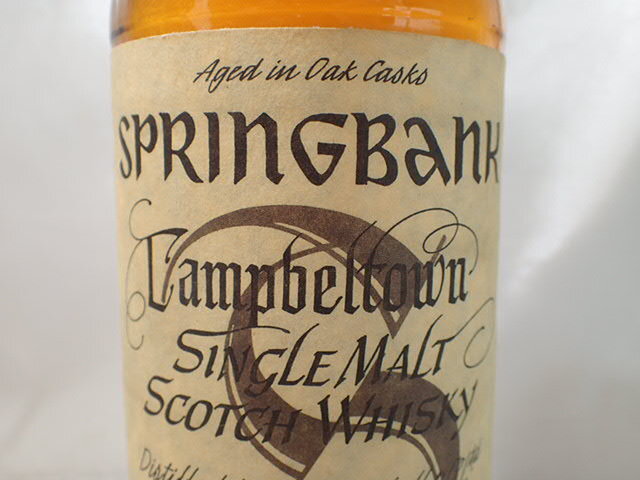 Aged in Oak Casks
SPRINGBANK
Campbeltown
SINGLE MALT
SCOTCH WHISKY